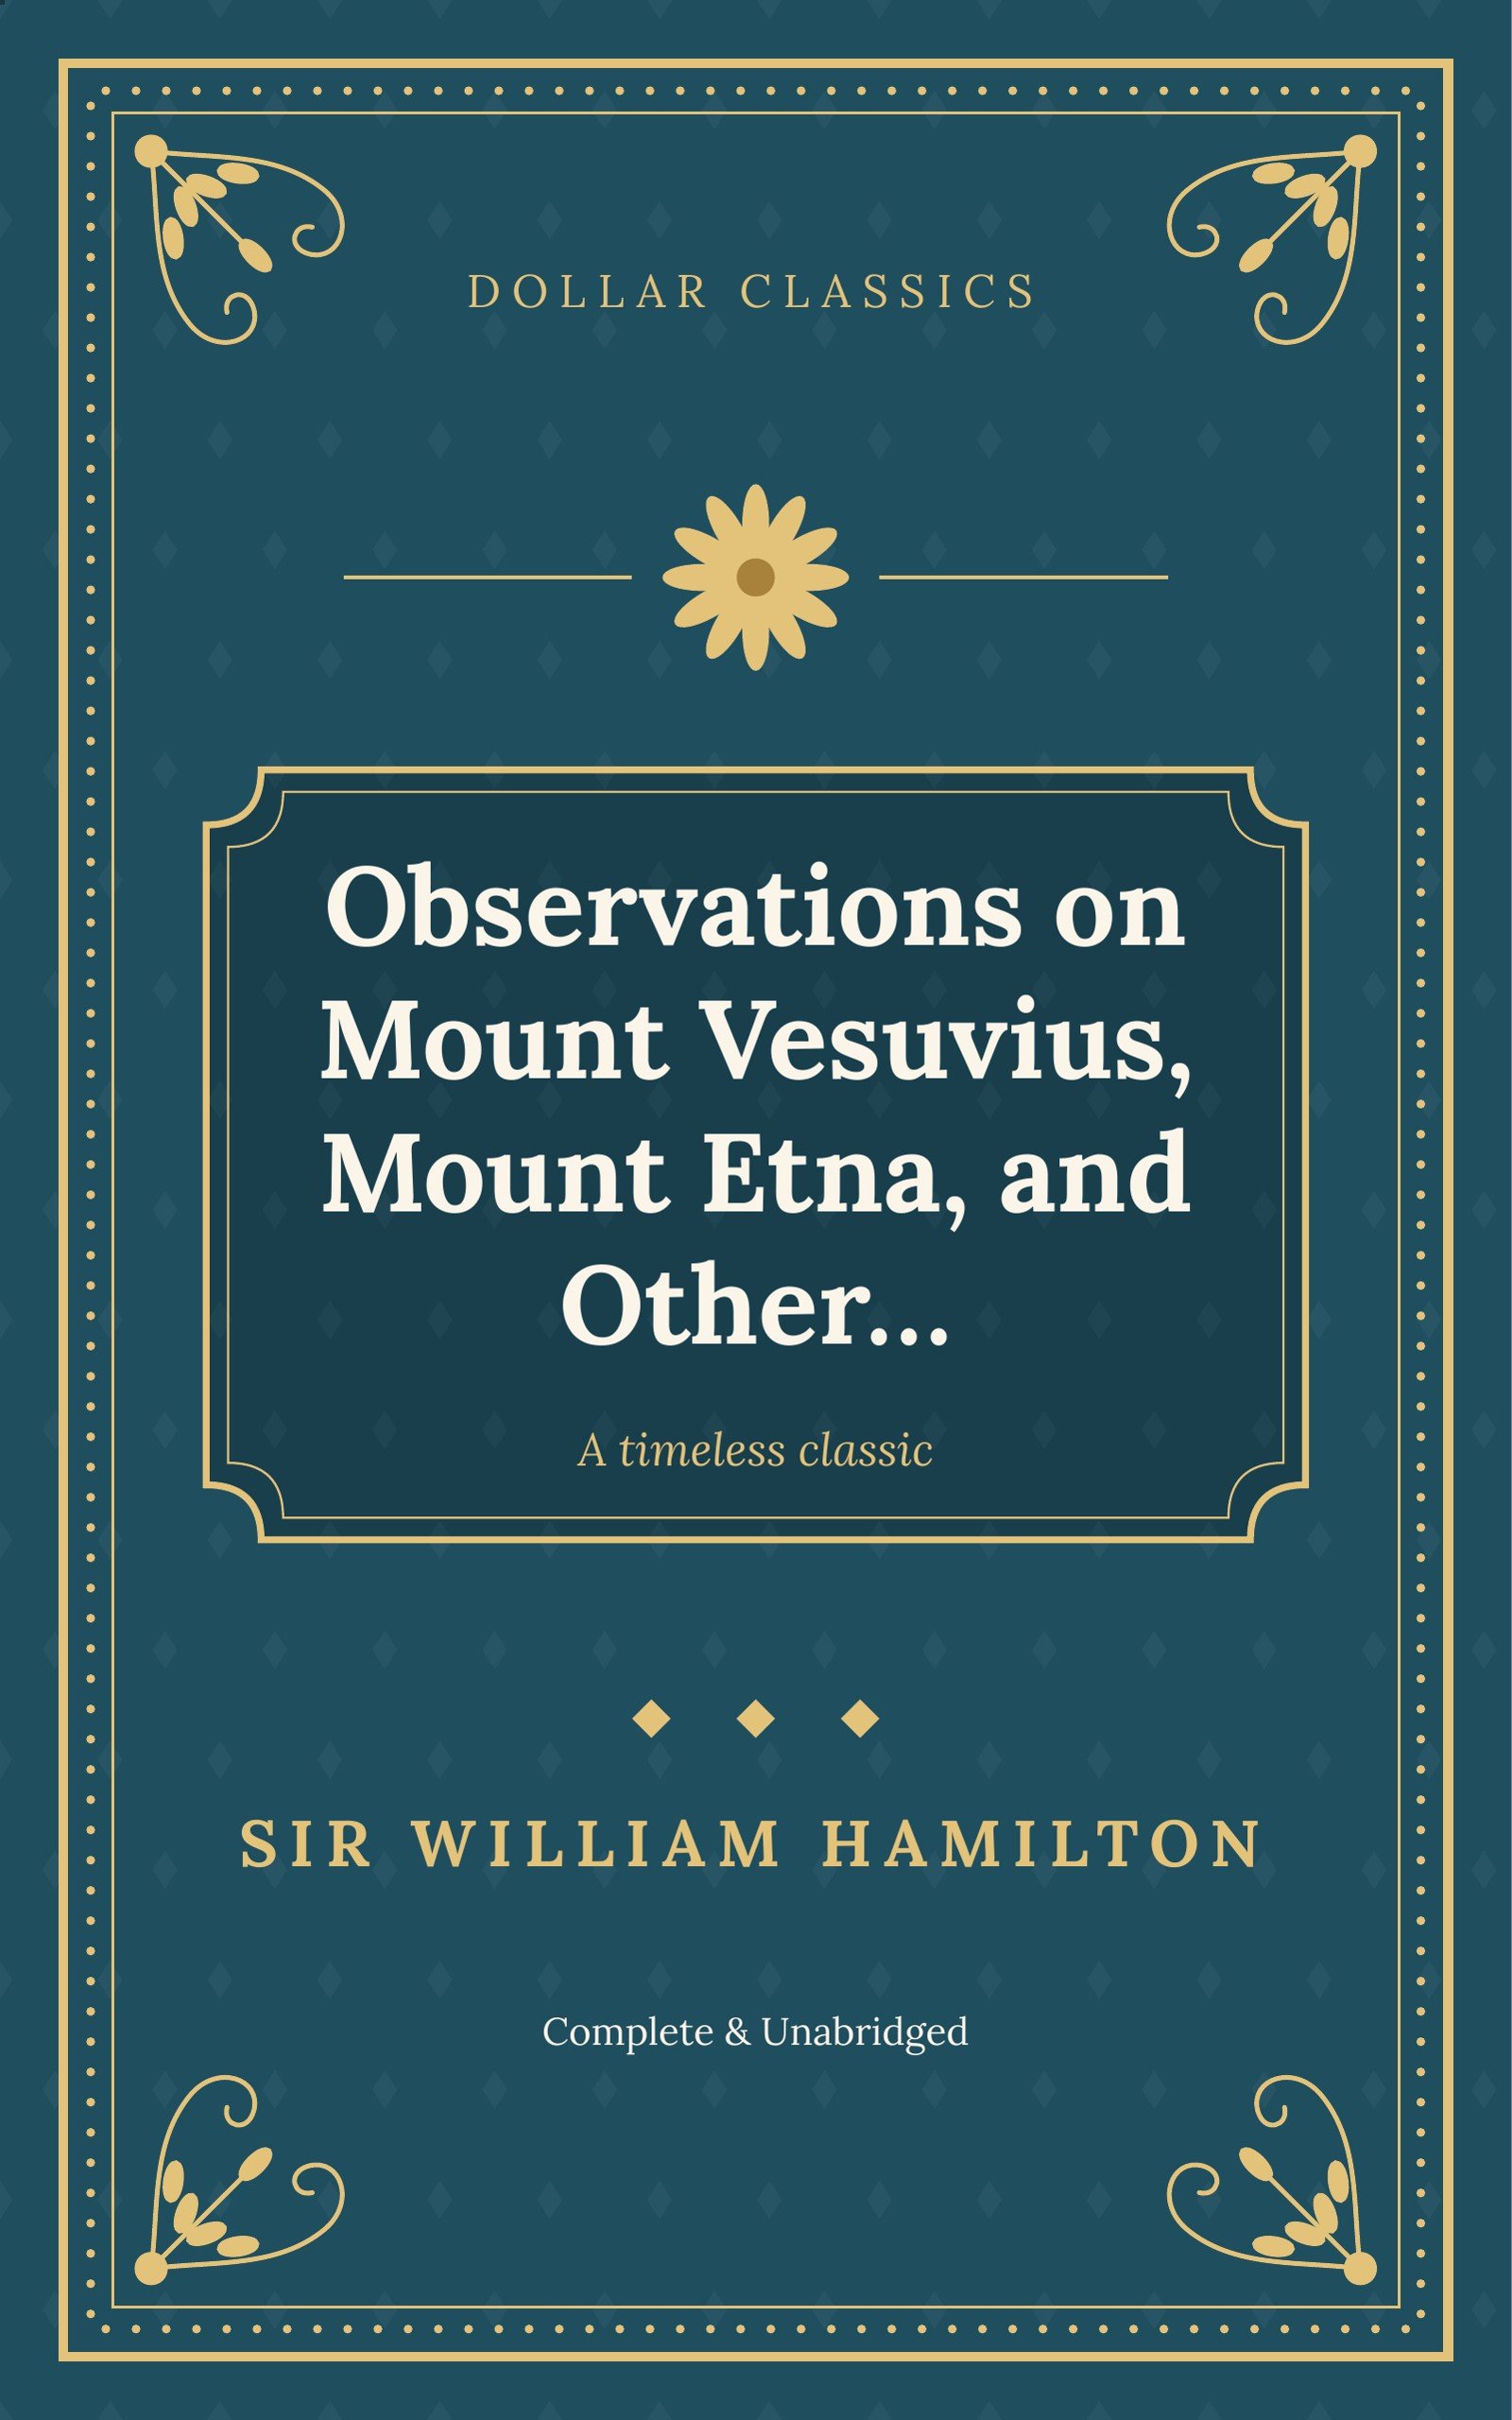 DOLLAR CLASSICS
Observations on
Mount Vesuvius,
Mount Etna, and
Other...
A timeless classic
SIR WILLIAM HAMILTON
Complete & Unabridged